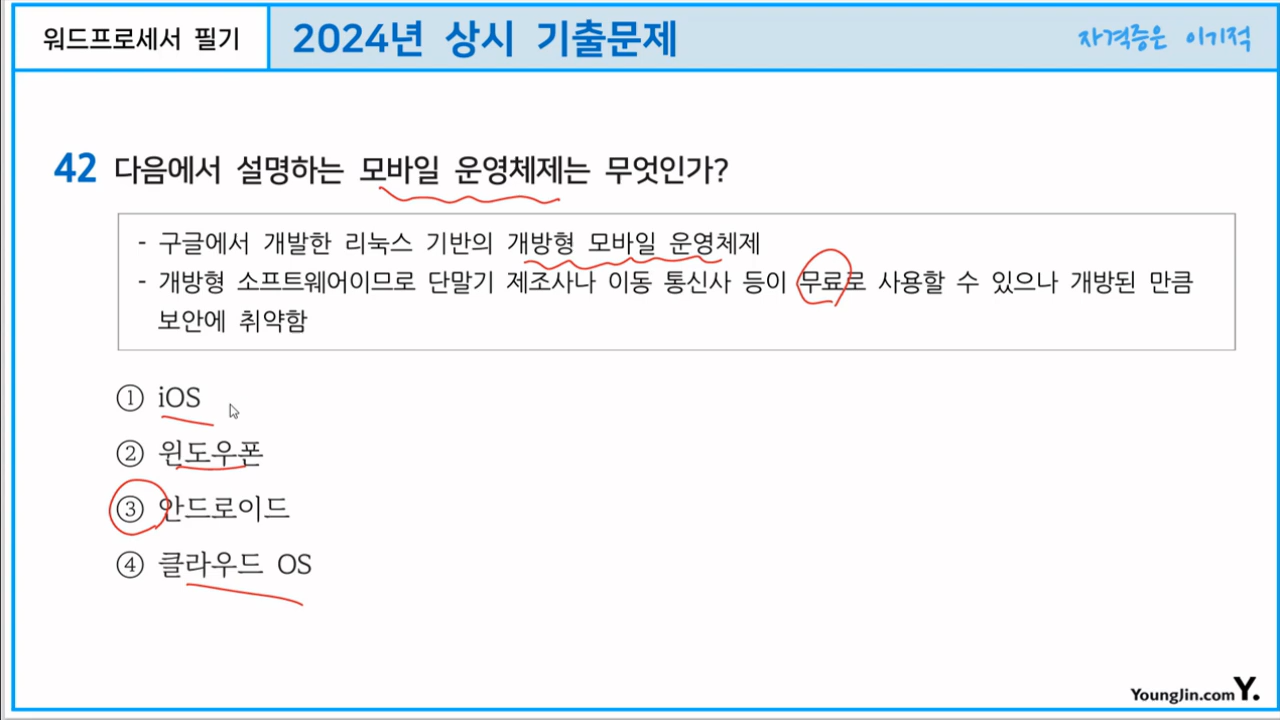 워드프로세서 필기
2024년 상시 기출문제
자격증은 이기적
42 다음에서 설명하는 모바일 운영체제는 무엇인가?
- 구글에서 개발한 리눅스 기반의 개방형 모바일 운영체제
- 개방형 소프트웨어이므로 단말기 제조사나 이동 통신사 등이 무료로 사용할 수 있으나 개방된 만큼
보안에 취약함
① iOS
② 윈도우폰
③ 안드로이드
④ 클라우드 OS
YoungJin.com Y.